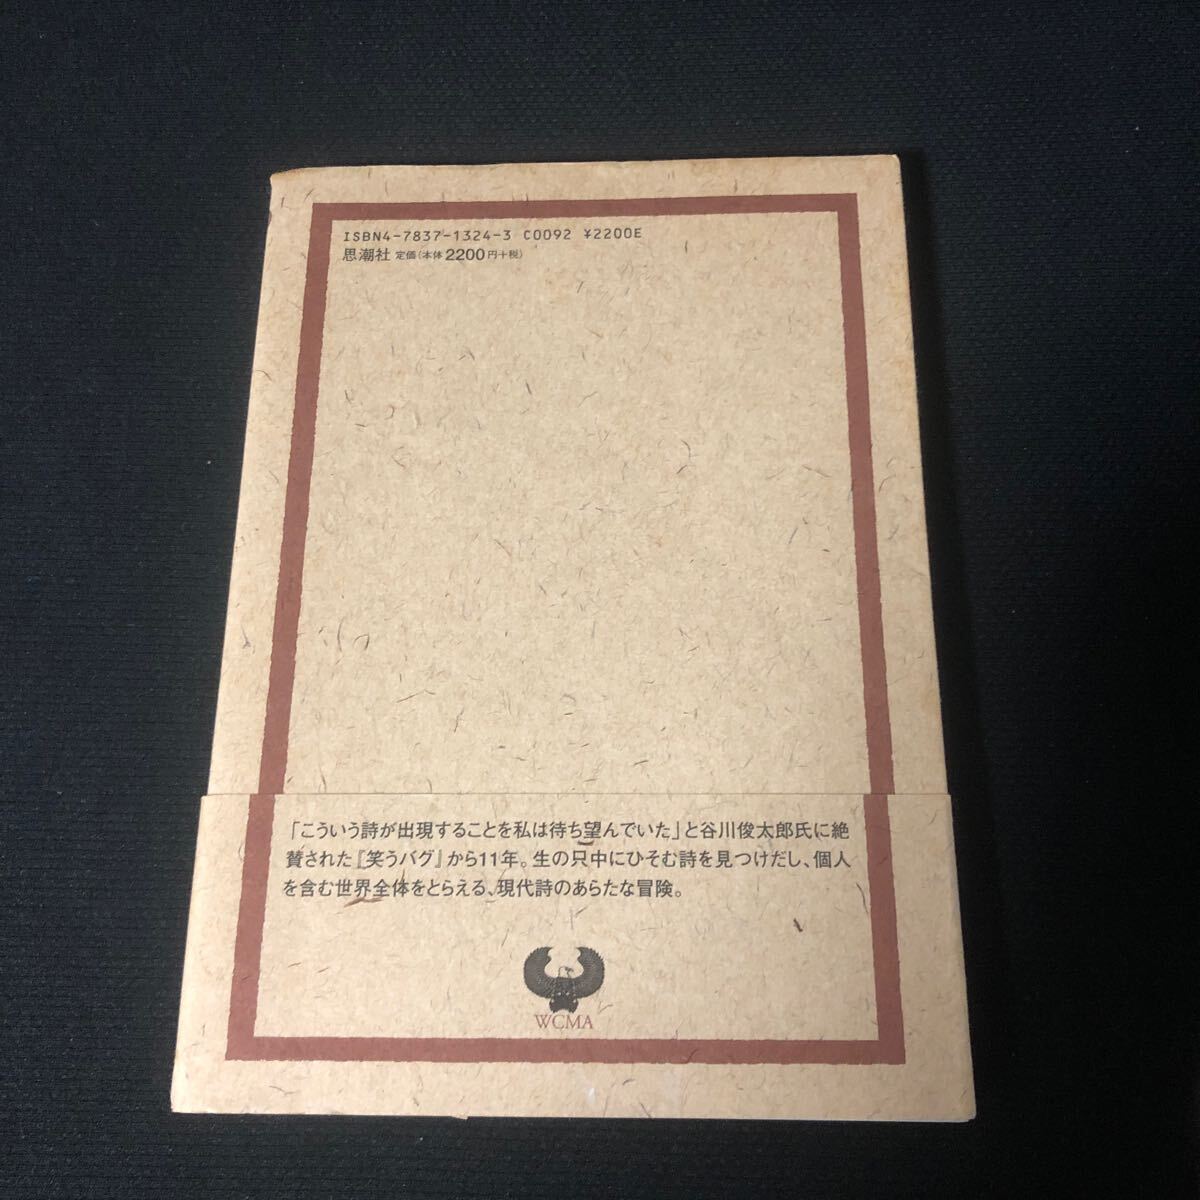 ISBN4-7837-1324-3 C0092 ¥2200E
思潮社 定価(本体2200円+税)
「こういう詩が出現することを私は待ち望んでいた」と谷川俊太郎氏に絶
賛された『笑うバグ』から11年。生の只中にひそむ詩を見つけだし、個人
を含む世界全体をとらえる、現代詩のあらたな冒険。
WCMA